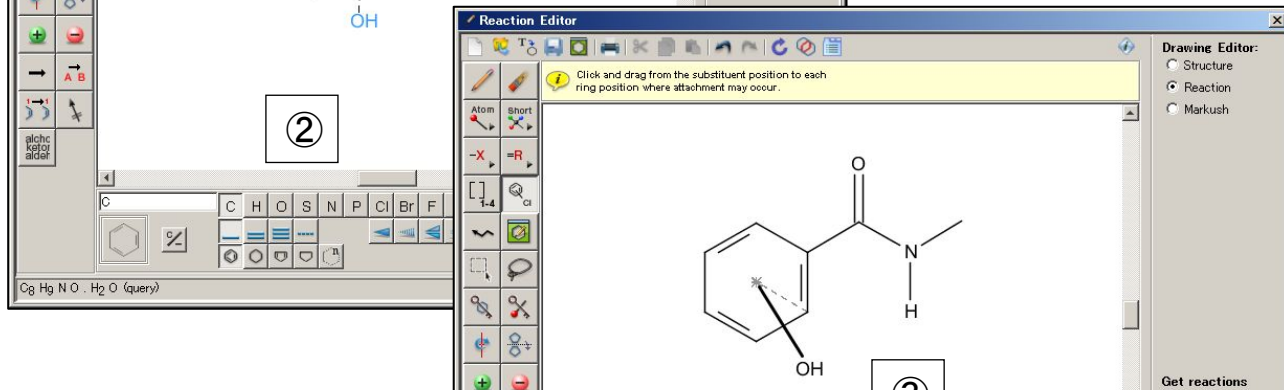 OH
A B
②
alchc
ketor
aldeh
C
C H O S N P Cl Br F
C8 H9 N O . H2 O (query)
Reaction Editor
Click and drag from the substituent position to each
ring position where attachment may occur.
Atom Short
-X =R
1-4 Cl
O
N
H
OH
Drawing Editor:
Structure
Reaction
Markush
Get reactions